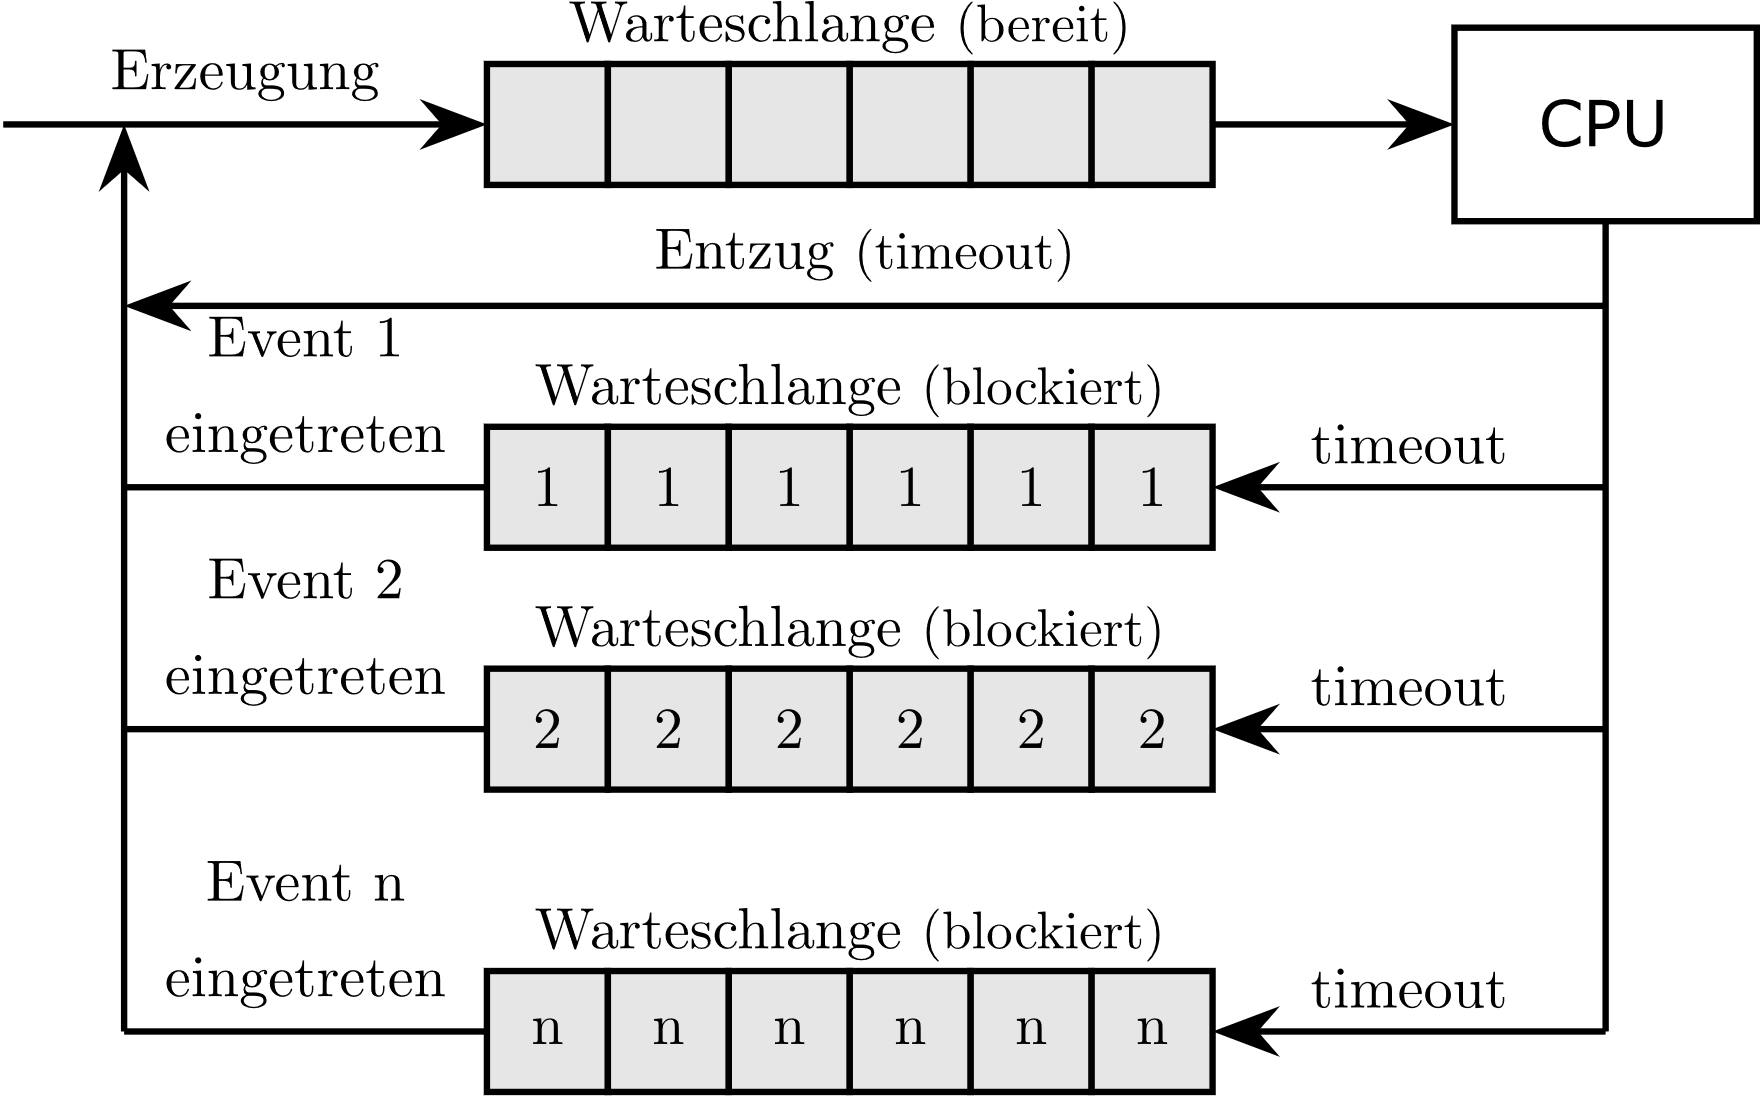 Warteschlange (bereit)
Erzeugung
CPU
Entzug (timeout)
Event 1
eingetreten
Warteschlange (blockiert)
timeout
1 1 1 1 1 1
Event 2
eingetreten
Warteschlange (blockiert)
timeout
2 2 2 2 2 2
Event n
eingetreten
Warteschlange (blockiert)
timeout
n n n n n n